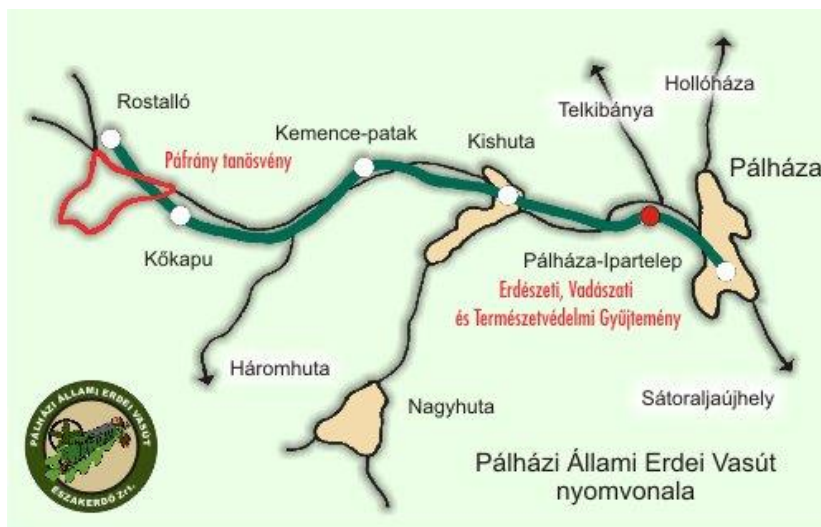 Hollóháza
Rostalló
Telkibánya
Kemence-patak
Kishuta
Páfrány tanösvény
Pálháza
Kőkapu
Pálháza-Ipartelep
Erdészeti, Vadászati
és Természetvédelmi Gyűjtemény
Háromhuta
Nagyhuta
Sátoraljaújhely
PÁLHÁZI ÁLLAMI ERDEI VASÚT
ÉSZAKERDŐ Zrt.
Pálházi Állami Erdei Vasút
nyomvonala